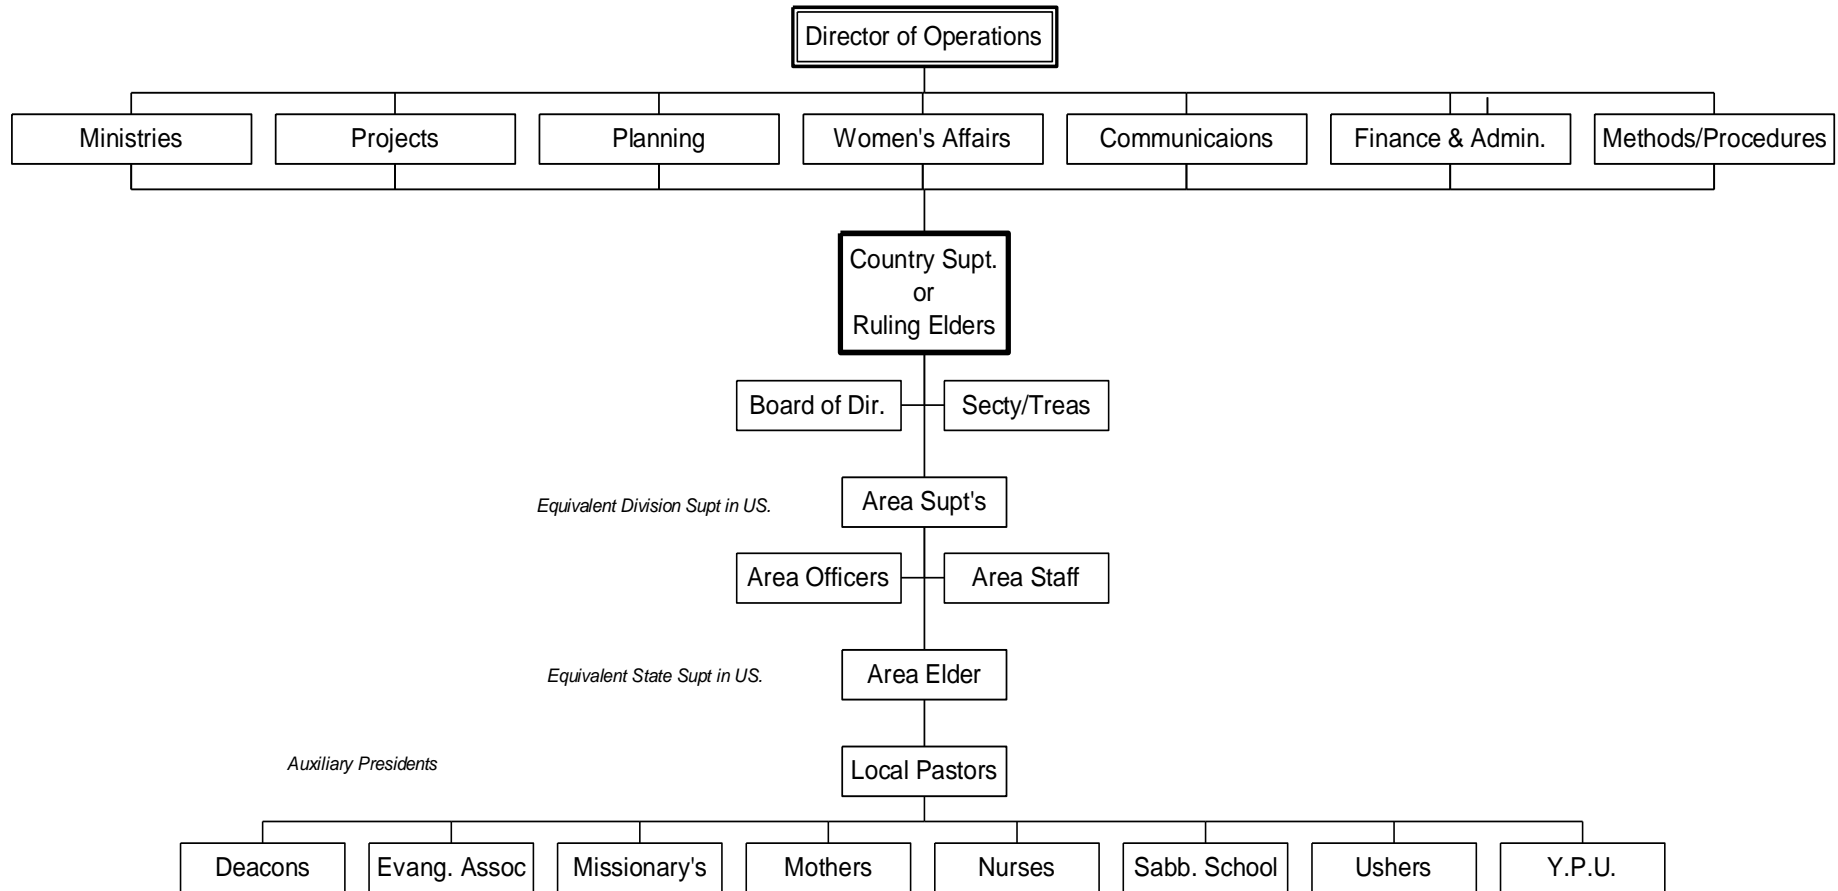 Director of Operations
Ministries
Projects
Planning
Women's Affairs
Communicaions
Finance & Admin.
Methods/Procedures
Country Supt.
or
Ruling Elders
Board of Dir.
Secty/Treas
Equivalent Division Supt in US.
Area Supt's
Area Officers
Area Staff
Equivalent State Supt in US.
Area Elder
Auxiliary Presidents
Local Pastors
Deacons
Evang. Assoc
Missionary's
Mothers
Nurses
Sabb. School
Ushers
Y.P.U.